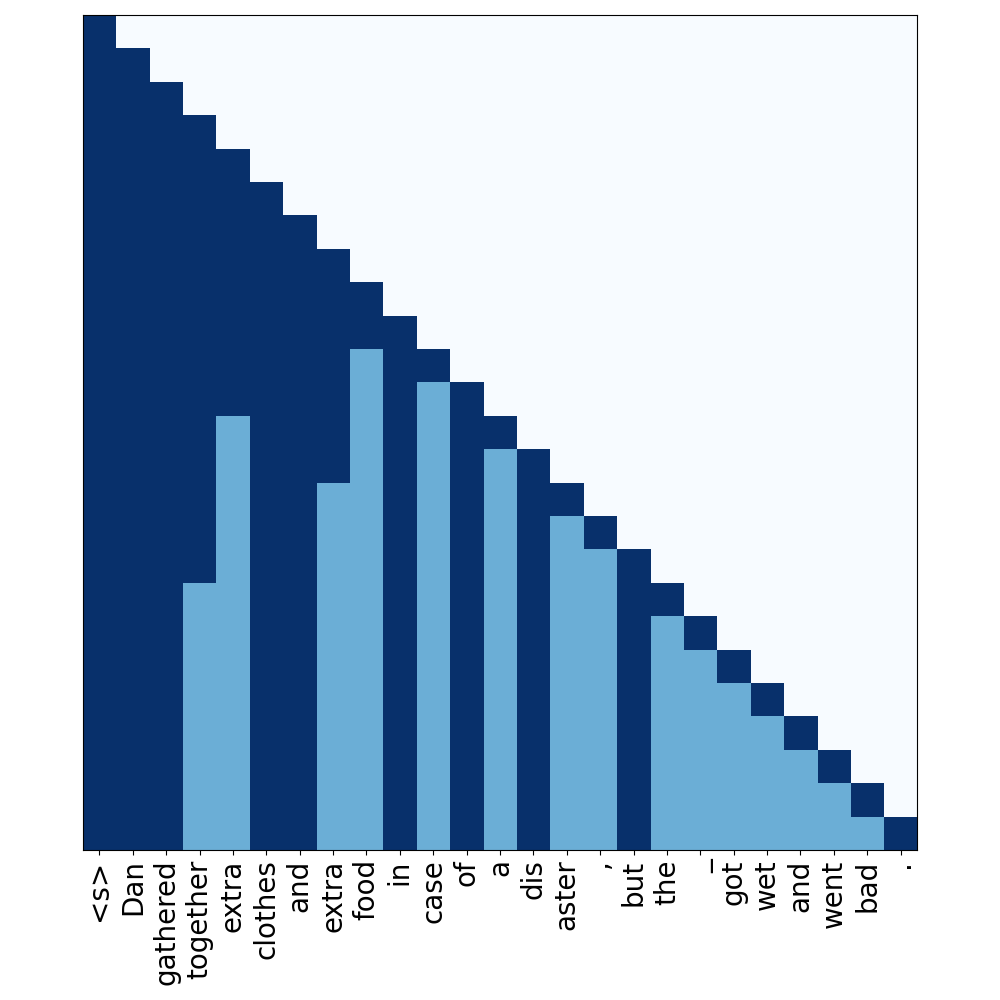 <s>
Dan
gathered
together
extra
clothes
and
extra
food
in
case
of
a
dis
aster
,
but
the
_
got
wet
and
went
bad
.